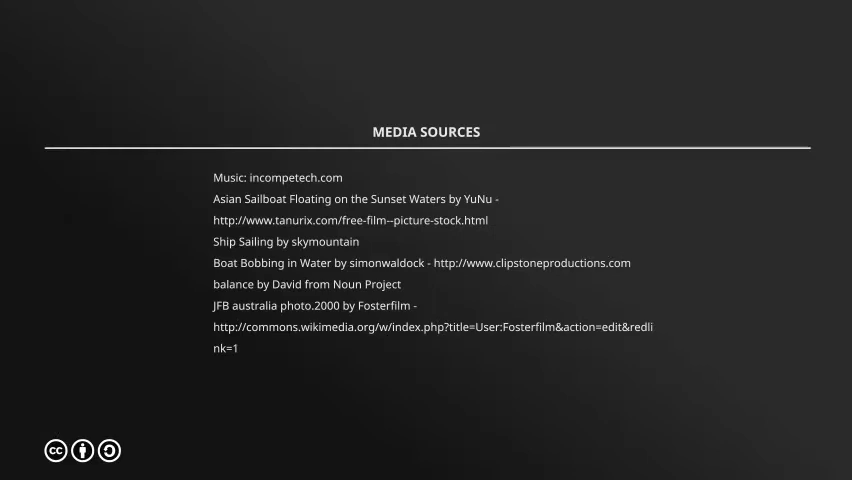 MEDIA SOURCES
Music: incompetech.com
Asian Sailboat Floating on the Sunset Waters by YuNu -
http://www.tanurix.com/free-film--picture-stock.html
Ship Sailing by skymountain
Boat Bobbing in Water by simonwaldock - http://www.clipstoneproductions.com
balance by David from Noun Project
JFB australia photo.2000 by Fosterfilm -
http://commons.wikimedia.org/w/index.php?title=User:Fosterfilm&action=edit&redli
nk=1
cc